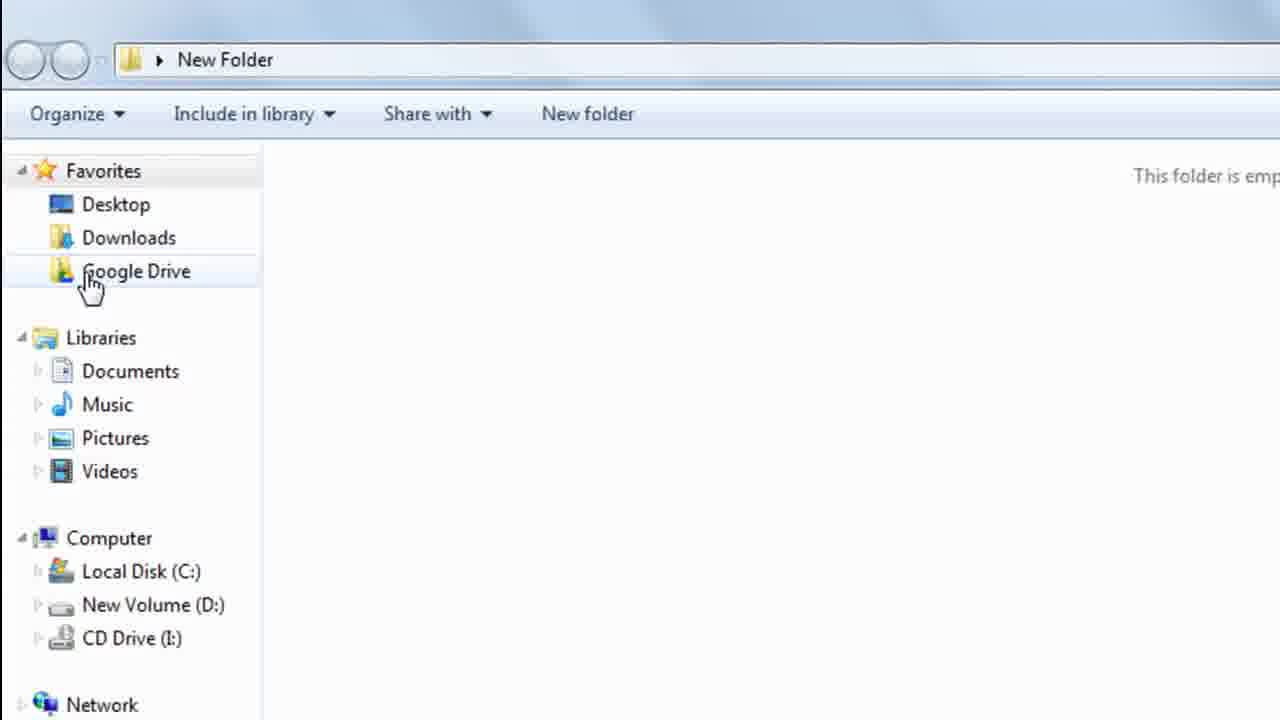 New Folder
Organize Include in library Share with New folder
Favorites
This folder is
Desktop
Downloads
Google Drive
Libraries
Documents
Music
Pictures
Videos
Computer
Local Disk (C:)
New Volume (D:)
CD Drive (I:)
Network